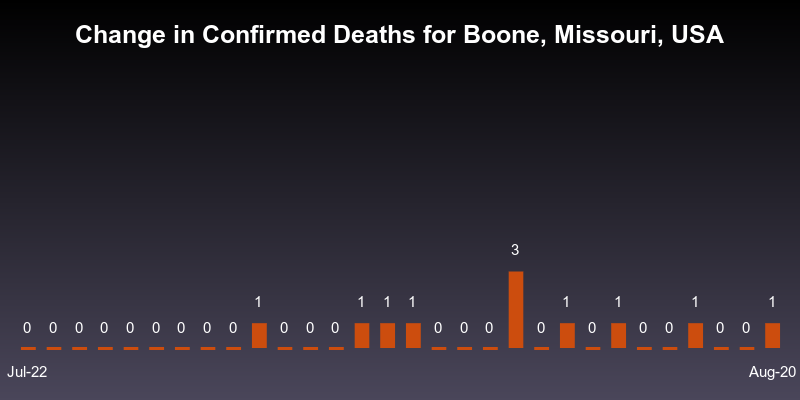 Change in Confirmed Deaths for Boone, Missouri, USA
3
1 1 1 1 1 1 1 1
0 0 0 0 0 0 0 0 0 0 0 0 0 0 0 0 0 0 0 0 0
Jul-22 Aug-20